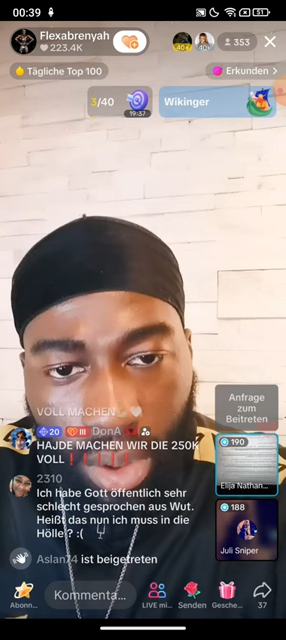 00:39
51
Flexabrenyah
223.4K
353
Tägliche Top 100
Erkunden >
3/40
19:37
Wikinger
VOLL MACHEN
20 III DonA
HAJDE MACHEN WIR DIE 250K
VOLL❗❗❗❗❗
2310
Ich habe Gott öffentlich sehr
schlecht gesprochen aus Wut.
Heißt das nun ich muss in die
Hölle ? :(
Aslan74 ist beigetreten
Anfrage
zum
Beitreten
190
Elija Nathan...
188
Juli Sniper
Abonn...
Kommenta...
LIVE mi...
Senden
Gesche...
37